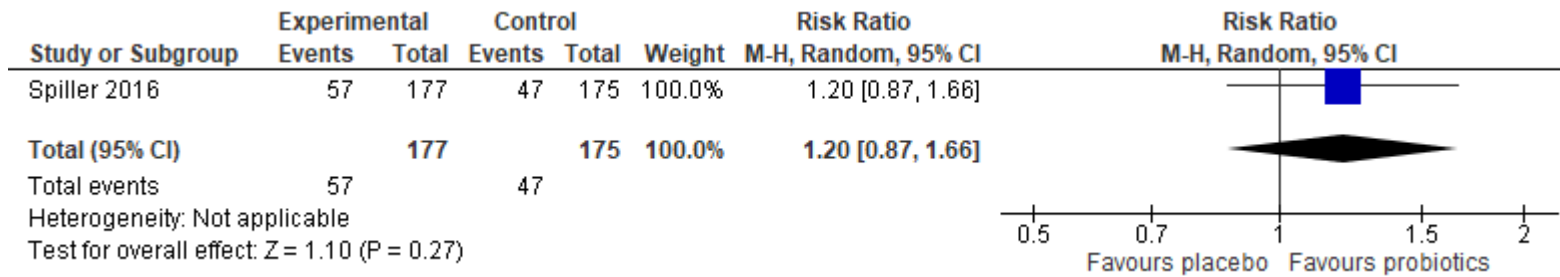 Experimental Control Risk Ratio Risk Ratio
Study or Subgroup Events Total Events Total Weight M-H, Random, 95% CI M-H, Random, 95% CI
Spiller 2016 57 177 47 175 100.0% 1.20 [0.87, 1.66]
Total (95% CI) 177 175 100.0% 1.20 [0.87, 1.66]
Total events 57 47
Heterogeneity: Not applicable
Test for overall effect: Z = 1.10 (P = 0.27)
0.5 0.7 1 1.5 2
Favours placebo Favours probiotics